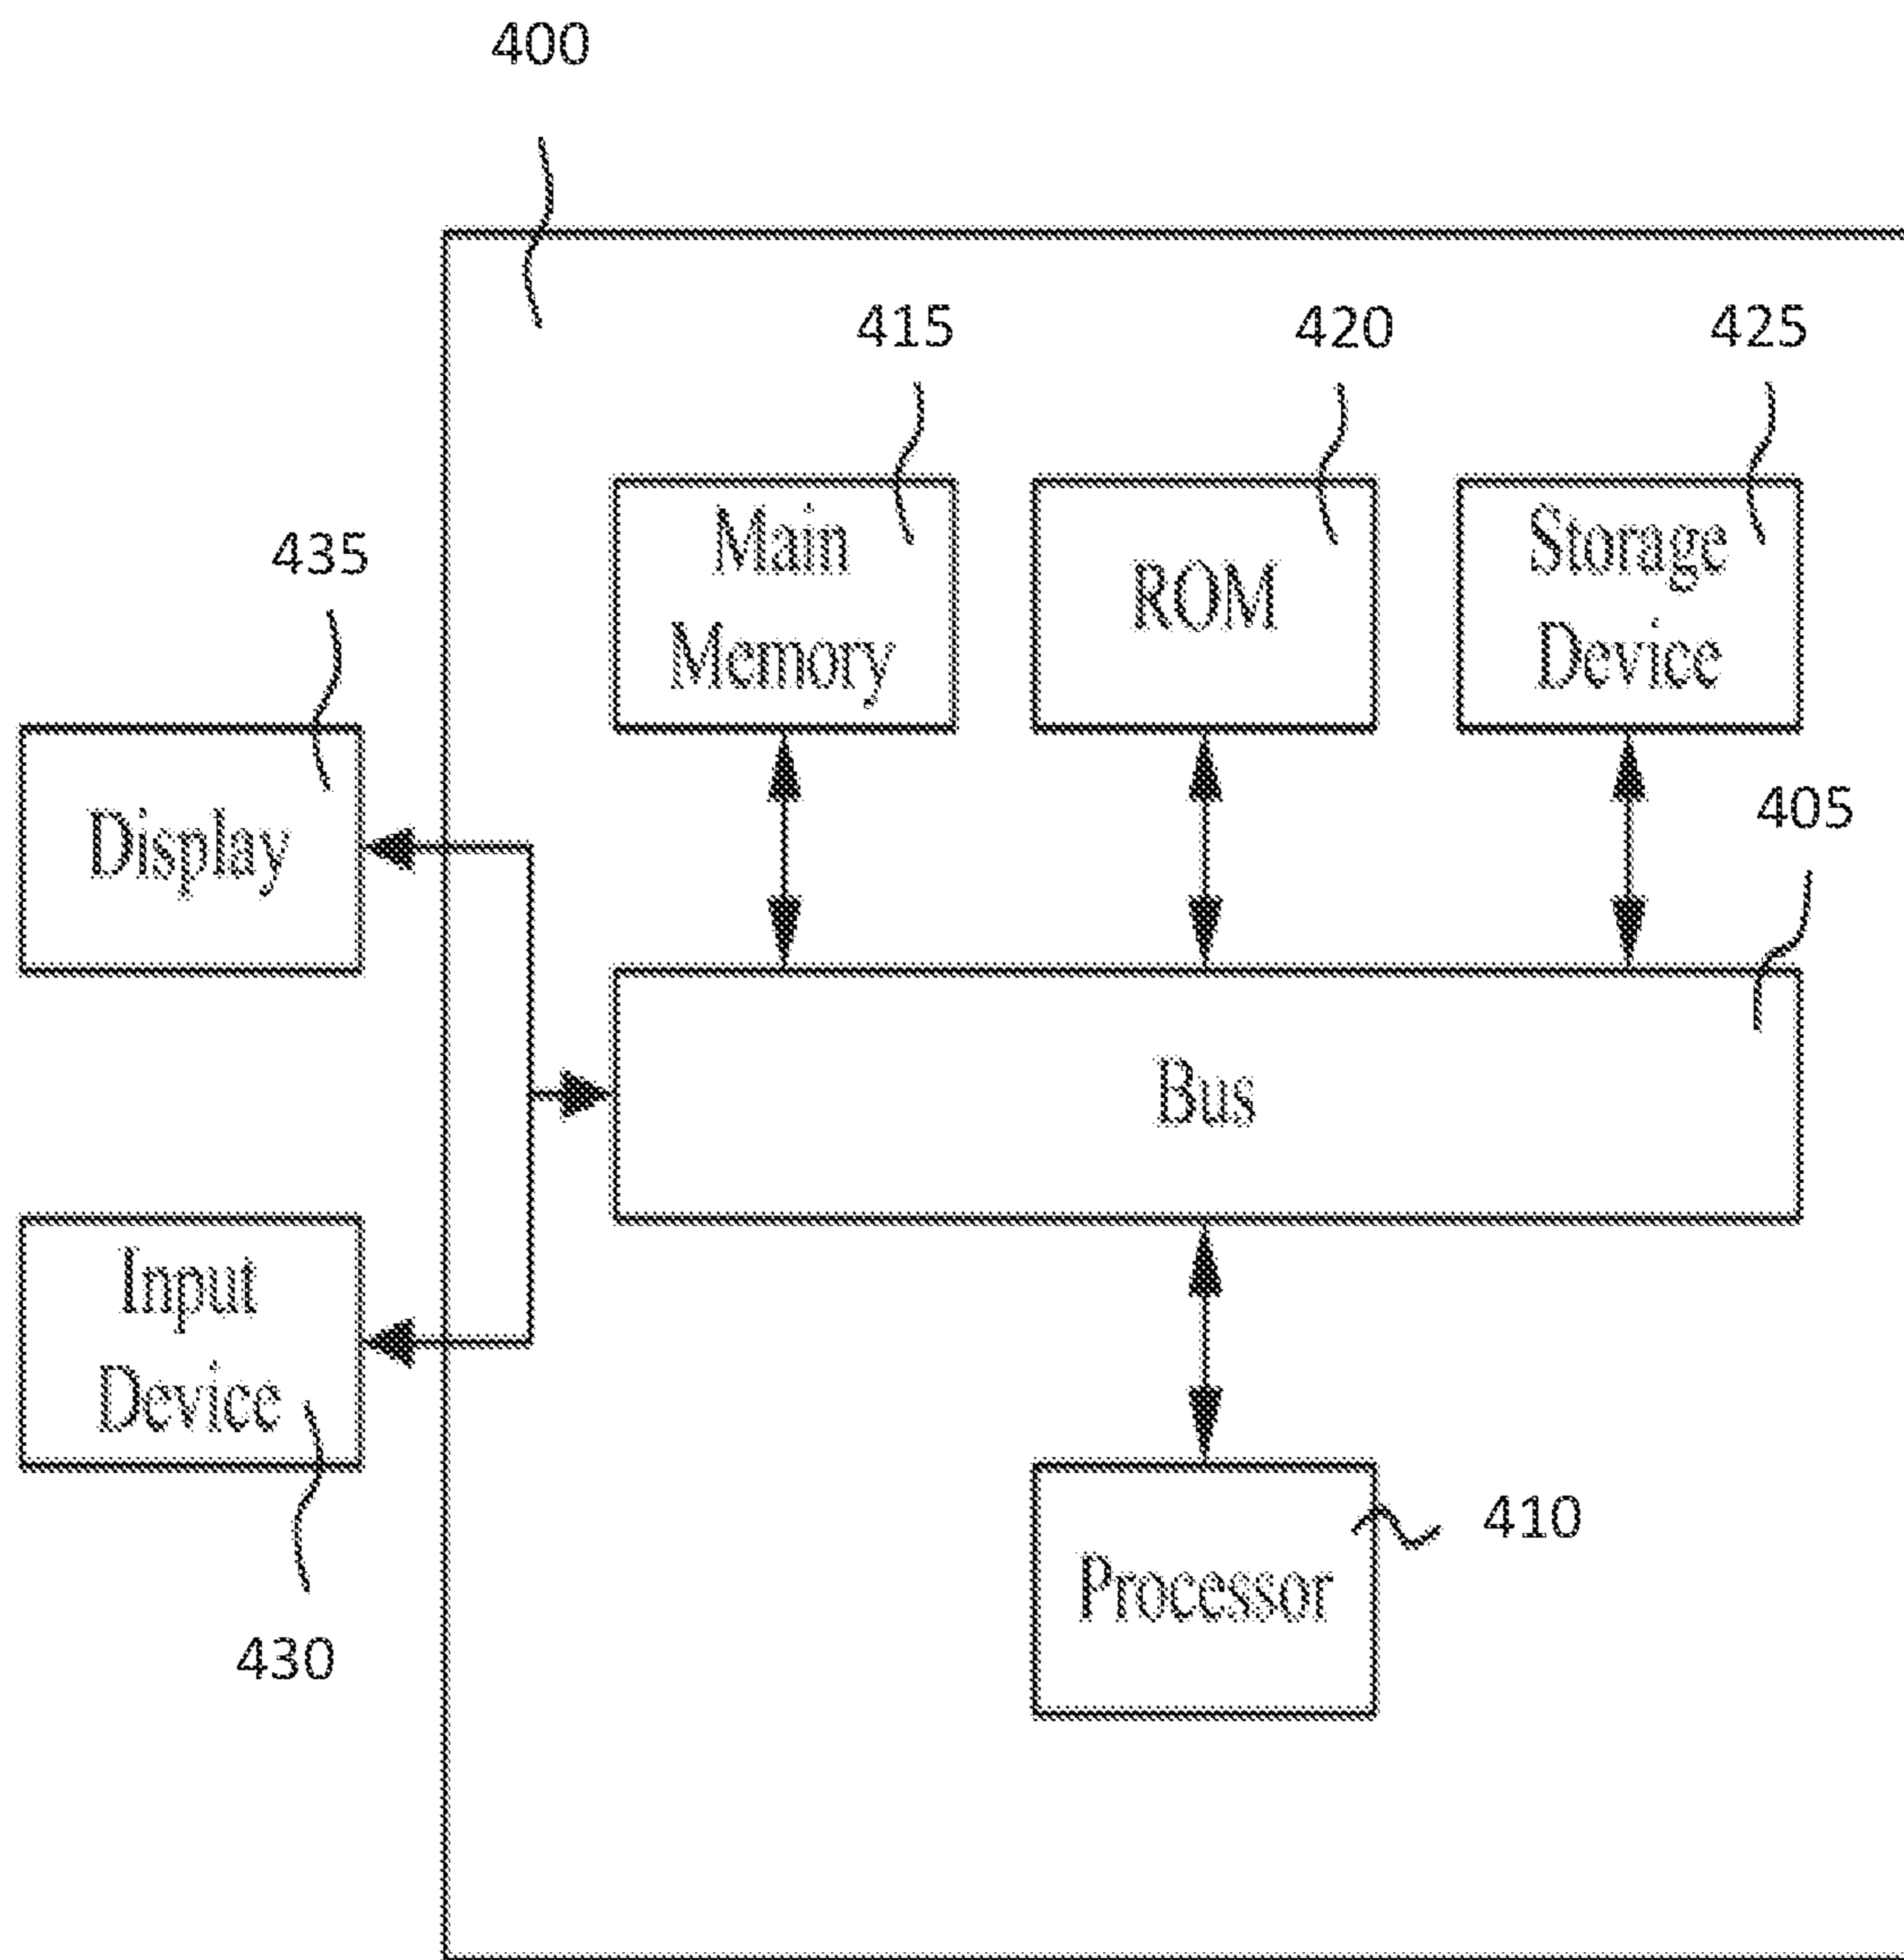 400
415
420
425
Main
Memory
ROM
Storage
Device
435
Display
405
Bus
Input
Device
430
410
Processor